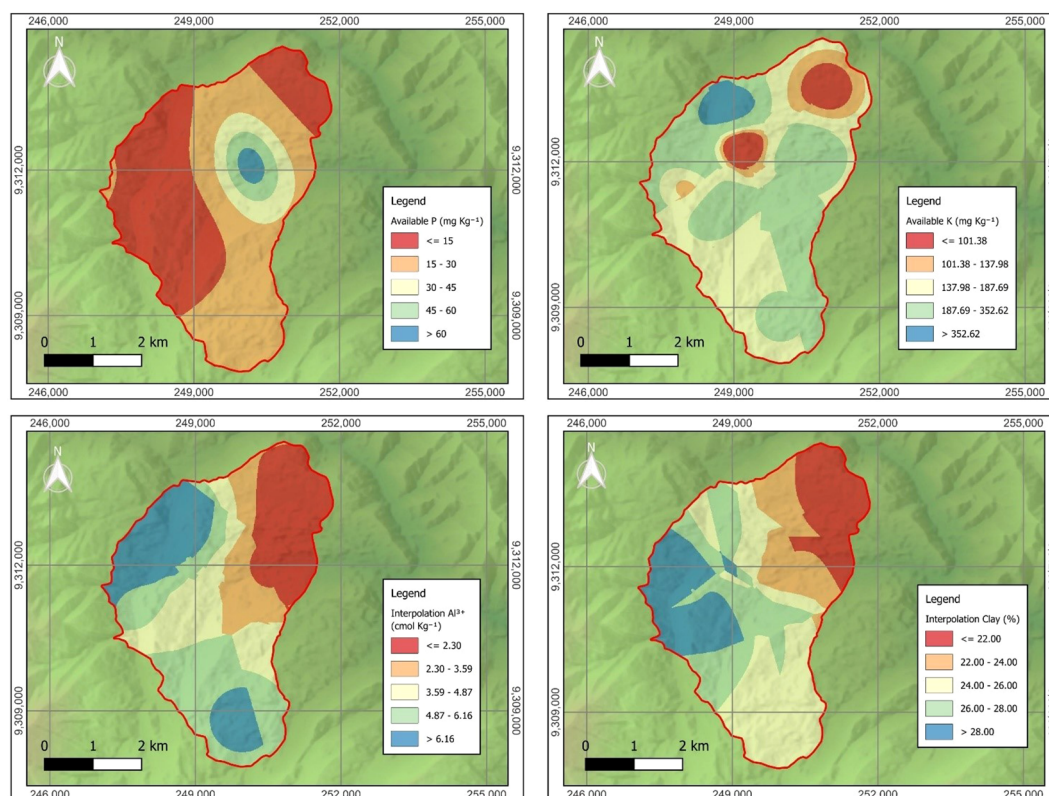 246,000 249,000 252,000 255,000
N
9,312,000
9,312,000
9,309,000
9,309,000
Legend
Available P (mg Kg⁻¹)
<= 15
15 - 30
30 - 45
45 - 60
> 60
0 1 2 km
246,000 249,000 252,000 255,000
246,000 249,000 252,000 255,000
N
9,312,000
9,309,000
Legend
Available K (mg Kg⁻¹)
<= 101.38
101.38 - 137.98
137.98 - 187.69
187.69 - 352.62
> 352.62
0 1 2 km
246,000 249,000 252,000 255,000
246,000 249,000 252,000 255,000
N
9,312,000
9,312,000
9,309,000
9,309,000
Legend
Interpolation Al³⁺
(cmol Kg⁻¹)
<= 2.30
2.30 - 3.59
3.59 - 4.87
4.87 - 6.16
> 6.16
0 1 2 km
246,000 249,000 252,000 255,000
246,000 249,000 252,000 255,000
N
9,312,000
9,309,000
Legend
Interpolation Clay (%)
<= 22.00
22.00 - 24.00
24.00 - 26.00
26.00 - 28.00
> 28.00
0 1 2 km
246,000 249,000 252,000 255,000